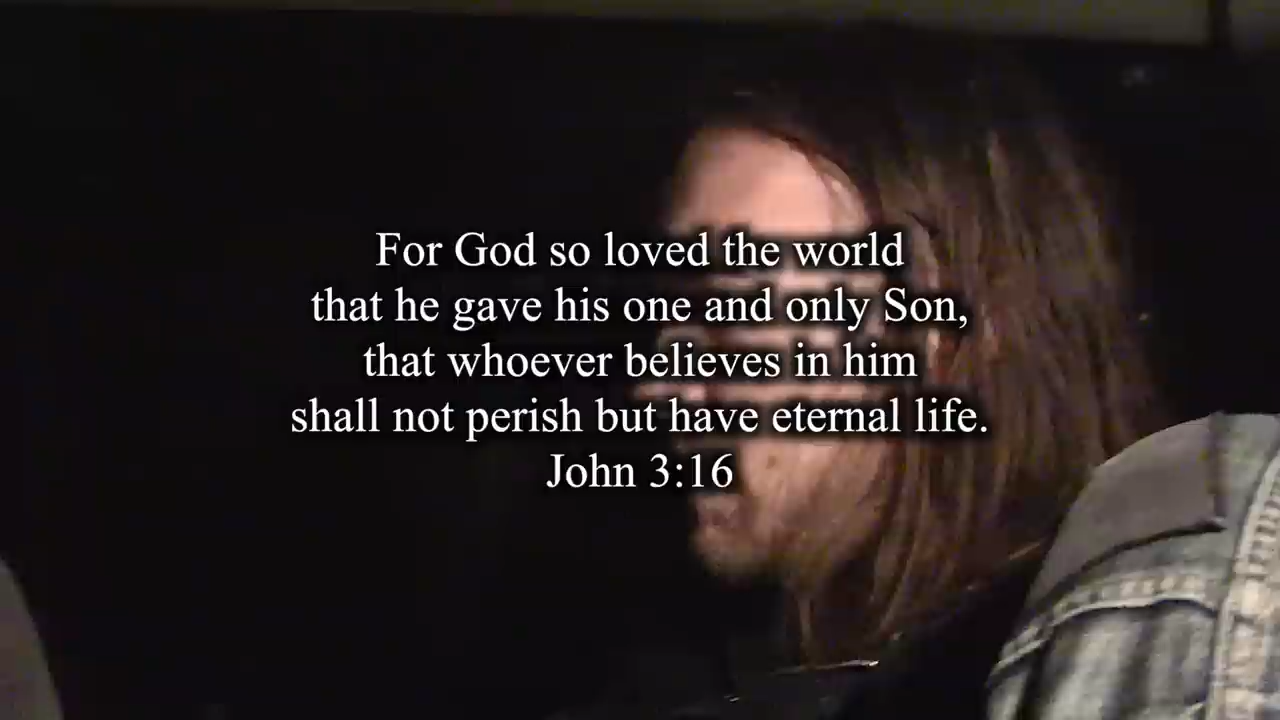 For God so loved the world
that he gave his one and only Son,
that whoever believes in him
shall not perish but have eternal life.
John 3:16